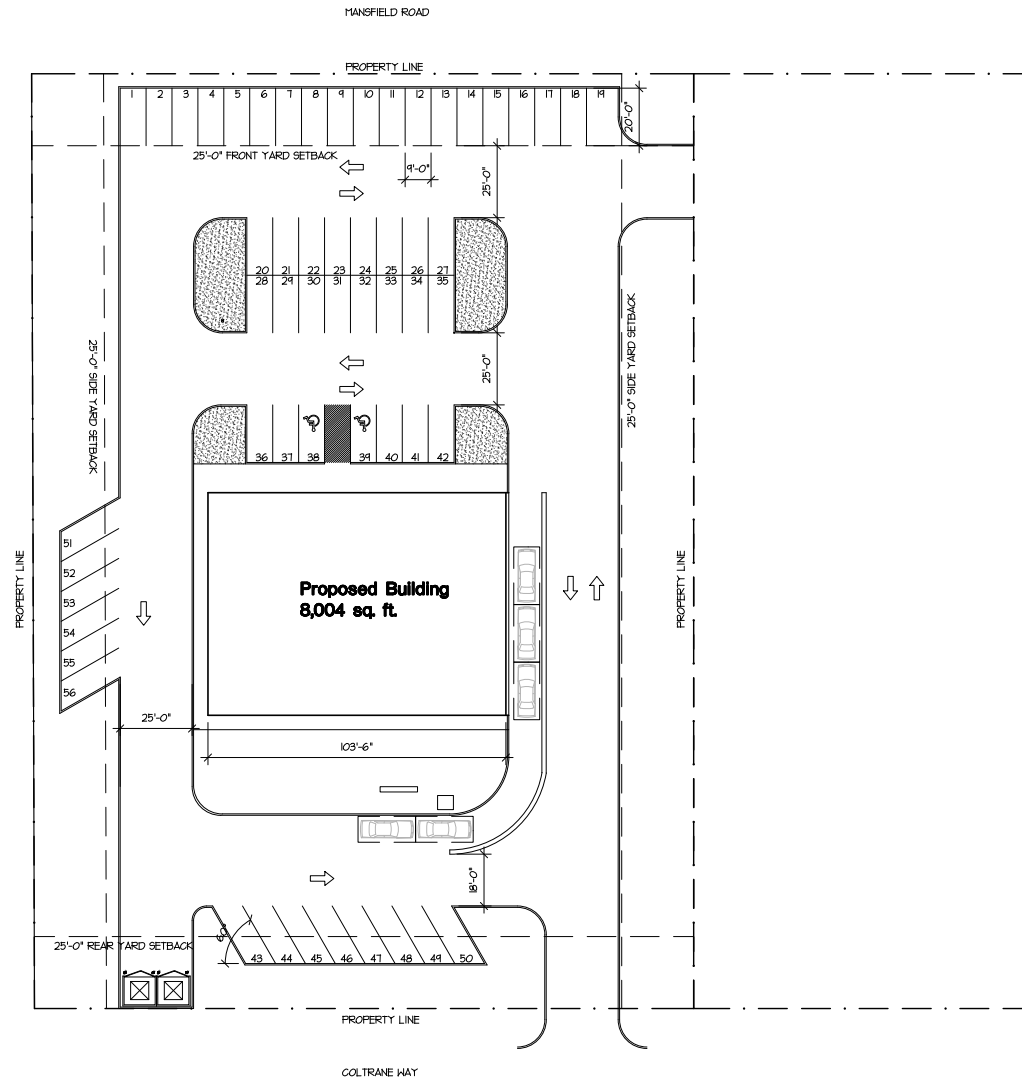 MANSFIELD ROAD
PROPERTY LINE
1 2 3 4 5 6 7 8 9 10 11 12 13 14 15 16 17 18 19
20'-0"
25'-0" FRONT YARD SETBACK
9'-0"
25'-0"
20 21 22 23 24 25 26 27
28 29 30 31 32 33 34 35
25'-0" SIDE YARD SETBACK
25'-0" SIDE YARD SETBACK
25'-0"
36 37 38 39 40 41 42
51
52
53
54
55
56
PROPERTY LINE
Proposed Building
8,004 sq. ft.
PROPERTY LINE
25'-0"
103'-6"
18'-0"
60°
25'-0" REAR YARD SETBACK
43 44 45 46 47 48 49 50
PROPERTY LINE
COLTRANE WAY